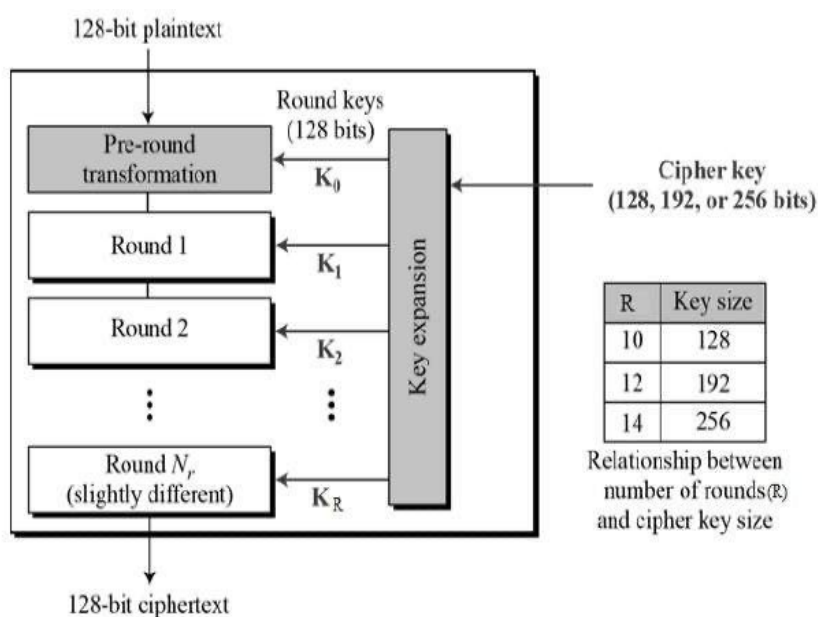 128-bit plaintext
Round keys
(128 bits)
Pre-round
transformation
K0
Cipher key
(128, 192, or 256 bits)
Round 1
K1
Round 2
K2
Key expansion
R Key size
10 128
12 192
14 256
Round Nr
(slightly different)
KR
Relationship between
number of rounds(R)
and cipher key size
128-bit ciphertext